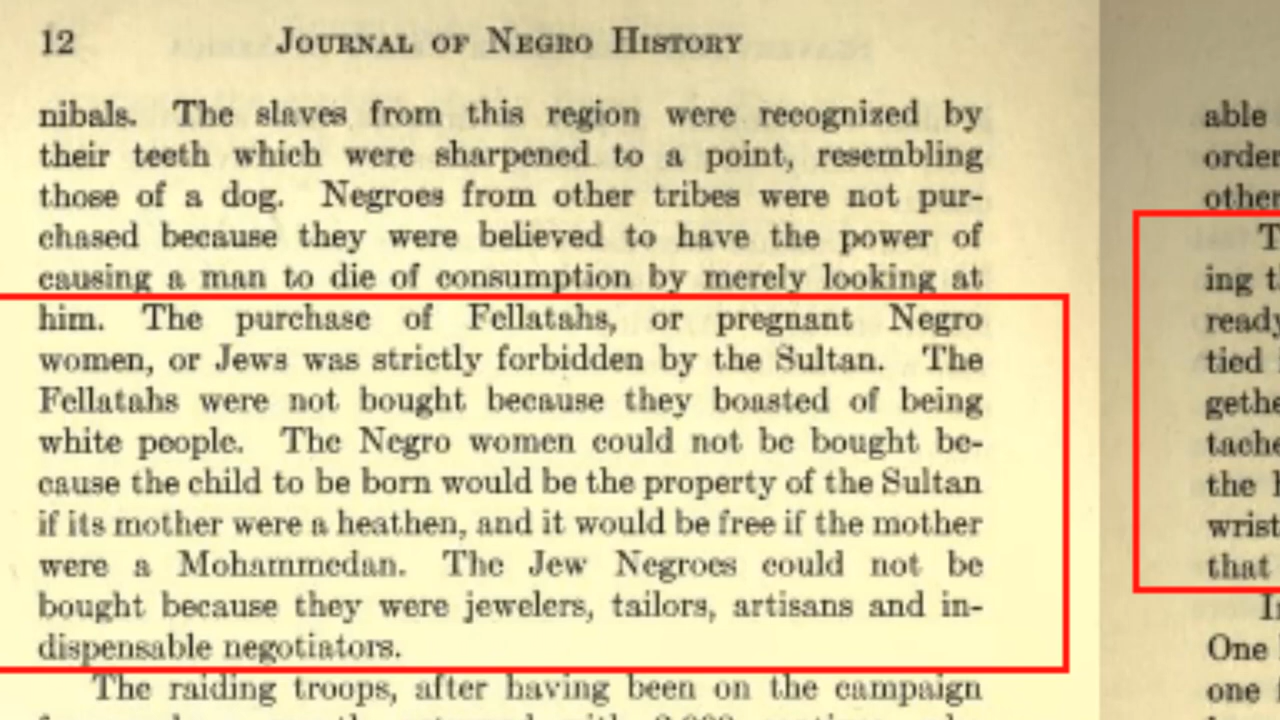 12 JOURNAL OF NEGRO HISTORY
nibals. The slaves from this region were recognized by
their teeth which were sharpened to a point, resembling
those of a dog. Negroes from other tribes were not pur-
chased because they were believed to have the power of
causing a man to die of consumption by merely looking at
him. The purchase of Fellatahs, or pregnant Negro
women, or Jews was strictly forbidden by the Sultan. The
Fellatahs were not bought because they boasted of being
white people. The Negro women could not be bought be-
cause the child to be born would be the property of the Sultan
if its mother were a heathen, and it would be free if the mother
were a Mohammedan. The Jew Negroes could not be
bought because they were jewelers, tailors, artisans and in-
dispensable negotiators.
The raiding troops, after having been on the campaign
able
order
other
T
ing t
ready
tied
gethe
tache
the
wrist
that
I
One
one